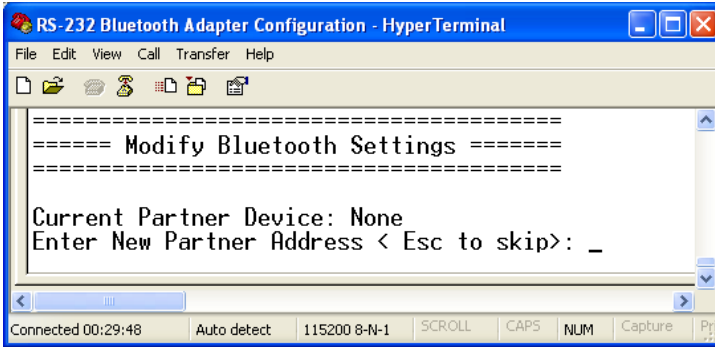 RS-232 Bluetooth Adapter Configuration - HyperTerminal
File Edit View Call Transfer Help
========================================
====== Modify Bluetooth Settings =======
========================================
Current Partner Device: None
Enter New Partner Address < Esc to skip>: _
Connected 00:29:48 Auto detect 115200 8-N-1 SCROLL CAPS NUM Capture